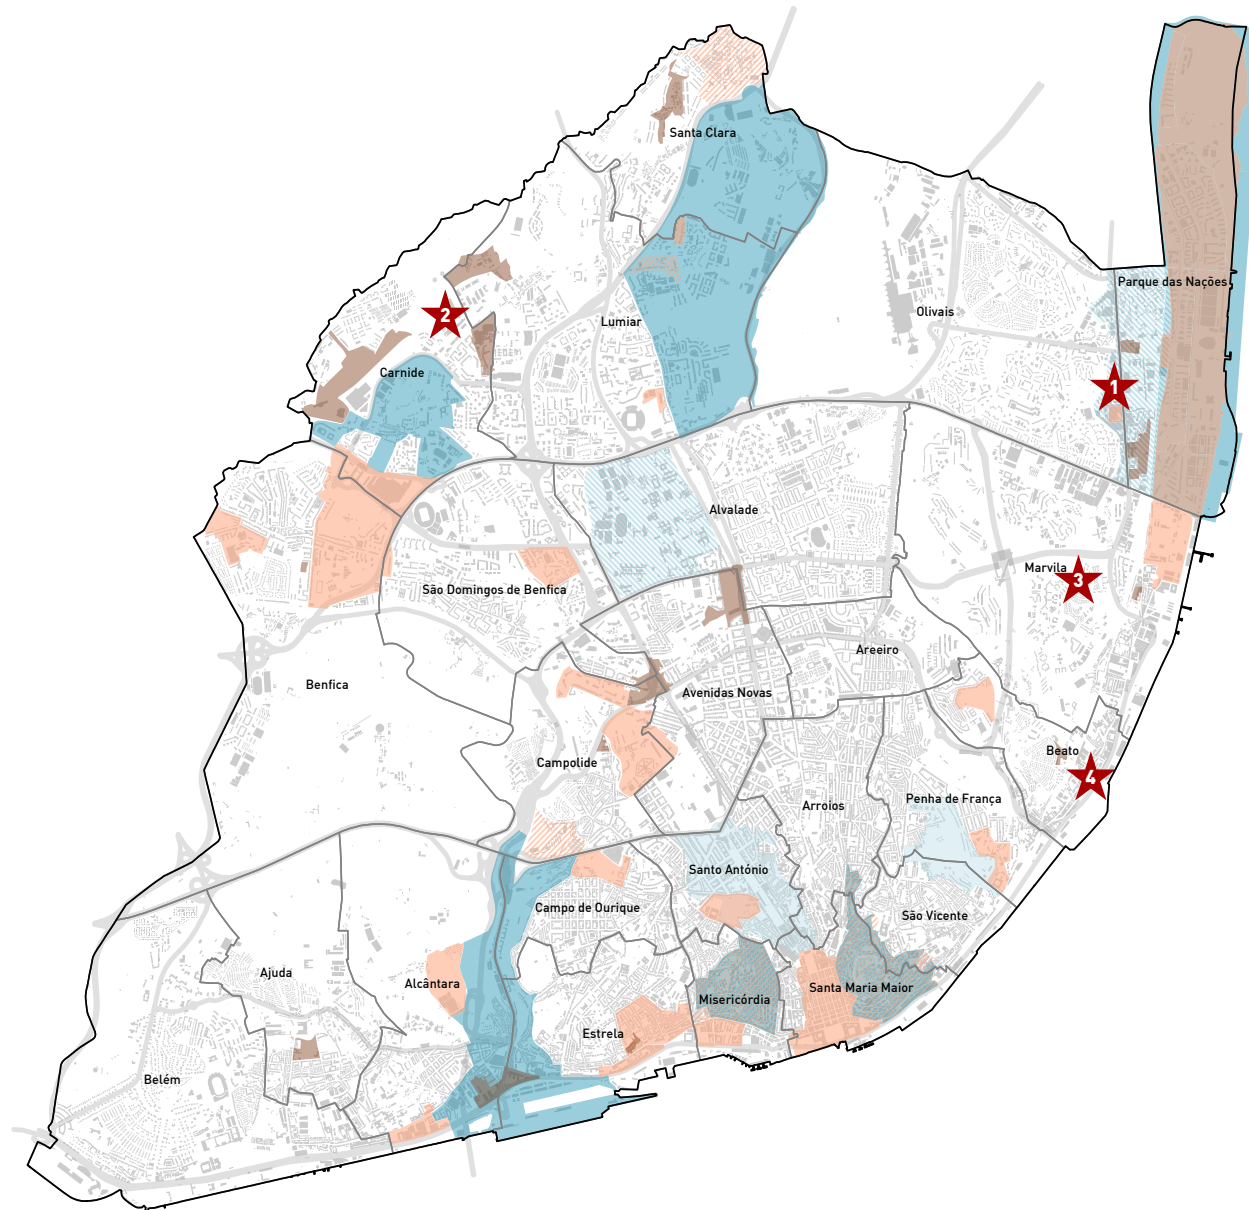 Santa Clara
Parque das Nações
2
Olivais
Lumiar
Carnide
1
Alvalade
Marvila
3
São Domingos de Benfica
Areeiro
Benfica
Avenidas Novas
Beato
Campolide
4
Arroios
Penha de França
Santo António
Campo de Ourique
São Vicente
Ajuda
Alcântara
Santa Maria Maior
Misericórdia
Estrela
Belém